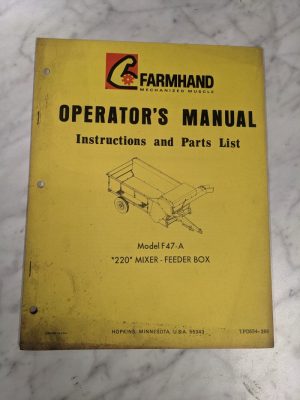 FARMHAND
MECHANIZED MUSCLE
OPERATOR'S MANUAL
Instructions and Parts List
Model F47-A
"220" MIXER - FEEDER BOX
HOPKINS, MINNESOTA, U.S.A. 55343